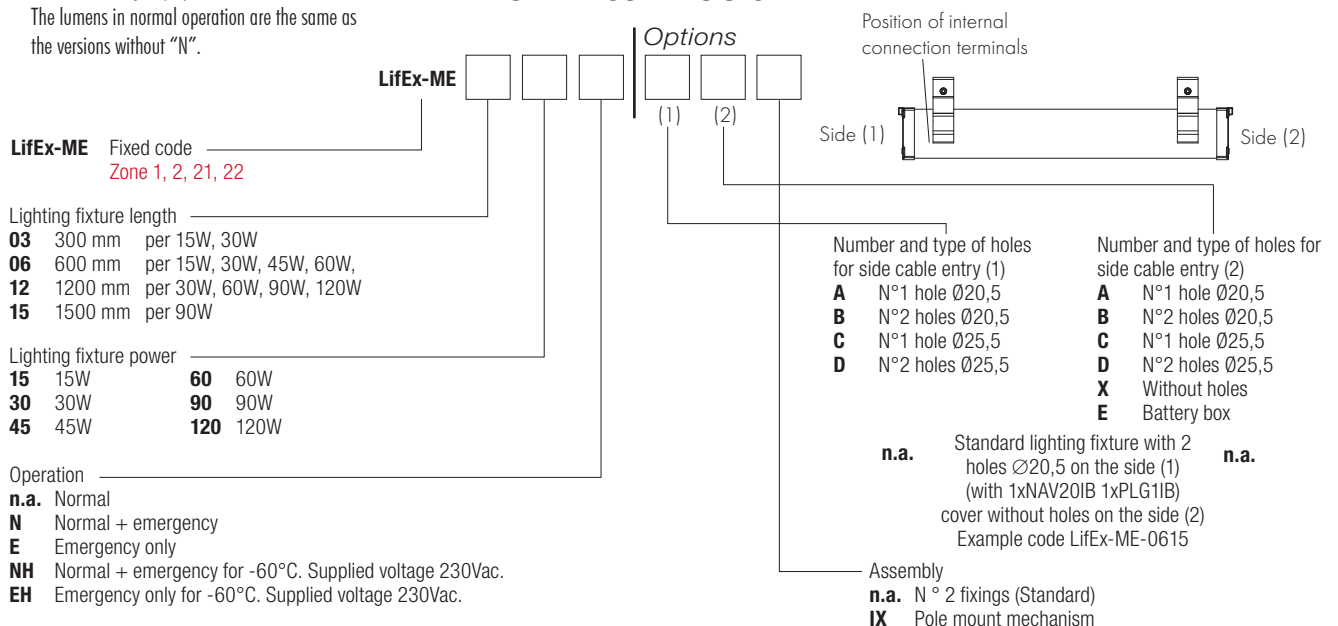 The lumens in normal operation are the same as
the versions without “N”.
Options
LifEx-ME
(1) (2)
Position of internal
connection terminals
Side (1)
Side (2)
LifEx-ME Fixed code
Zone 1, 2, 21, 22
Lighting fixture length
03 300 mm per 15W, 30W
06 600 mm per 15W, 30W, 45W, 60W,
12 1200 mm per 30W, 60W, 90W, 120W
15 1500 mm per 90W
Lighting fixture power
15 15W 60 60W
30 30W 90 90W
45 45W 120 120W
Operation
n.a. Normal
N Normal + emergency
E Emergency only
NH Normal + emergency for -60°C. Supplied voltage 230Vac.
EH Emergency only for -60°C. Supplied voltage 230Vac.
Number and type of holes
for side cable entry (1)
A N°1 hole Ø20,5
B N°2 holes Ø20,5
C N°1 hole Ø25,5
D N°2 holes Ø25,5
Number and type of holes for
side cable entry (2)
A N°1 hole Ø20,5
B N°2 holes Ø20,5
C N°1 hole Ø25,5
D N°2 holes Ø25,5
X Without holes
E Battery box
n.a. Standard lighting fixture with 2 n.a.
holes ∅20,5 on the side (1)
(with 1xNAV20IB 1xPLG1IB)
cover without holes on the side (2)
Example code LifEx-ME-0615
Assembly
n.a. N ° 2 fixings (Standard)
IX Pole mount mechanism